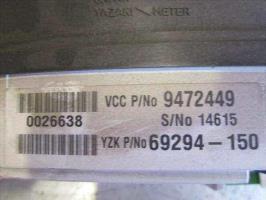 YAZAKI METER
VCC P/No 9472449
0026638 S/No 14615
YZK P/No 69294-150